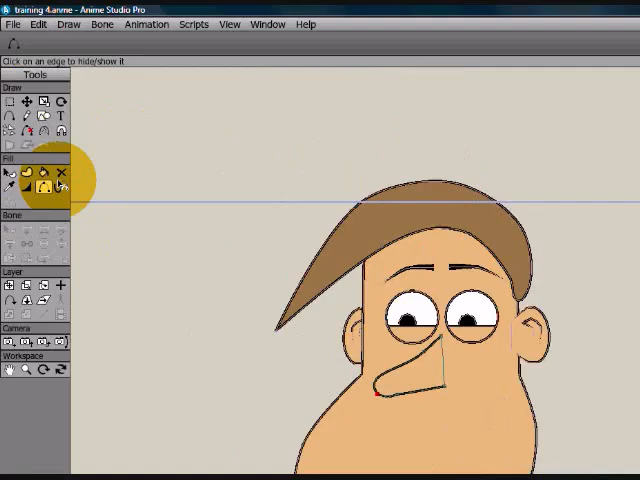 training 4.anme - Anime Studio Pro
File Edit Draw Bone Animation Scripts View Window Help
Click on an edge to hide/show it
Tools
Draw
T
Fill
Bone
Layer
Camera
Workspace